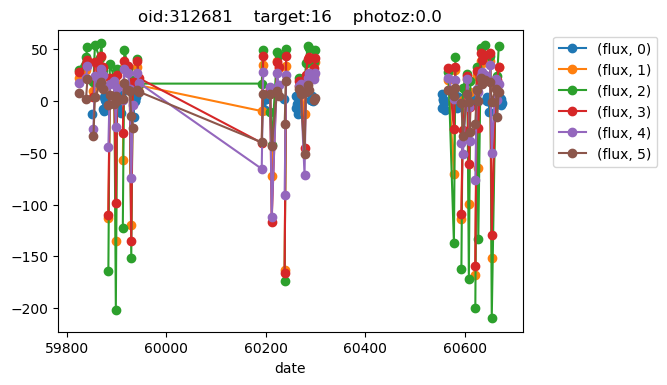 oid:312681 target:16 photoz:0.0
50
0
−50
−100
−150
−200
59800 60000 60200 60400 60600
date
(flux, 0)
(flux, 1)
(flux, 2)
(flux, 3)
(flux, 4)
(flux, 5)